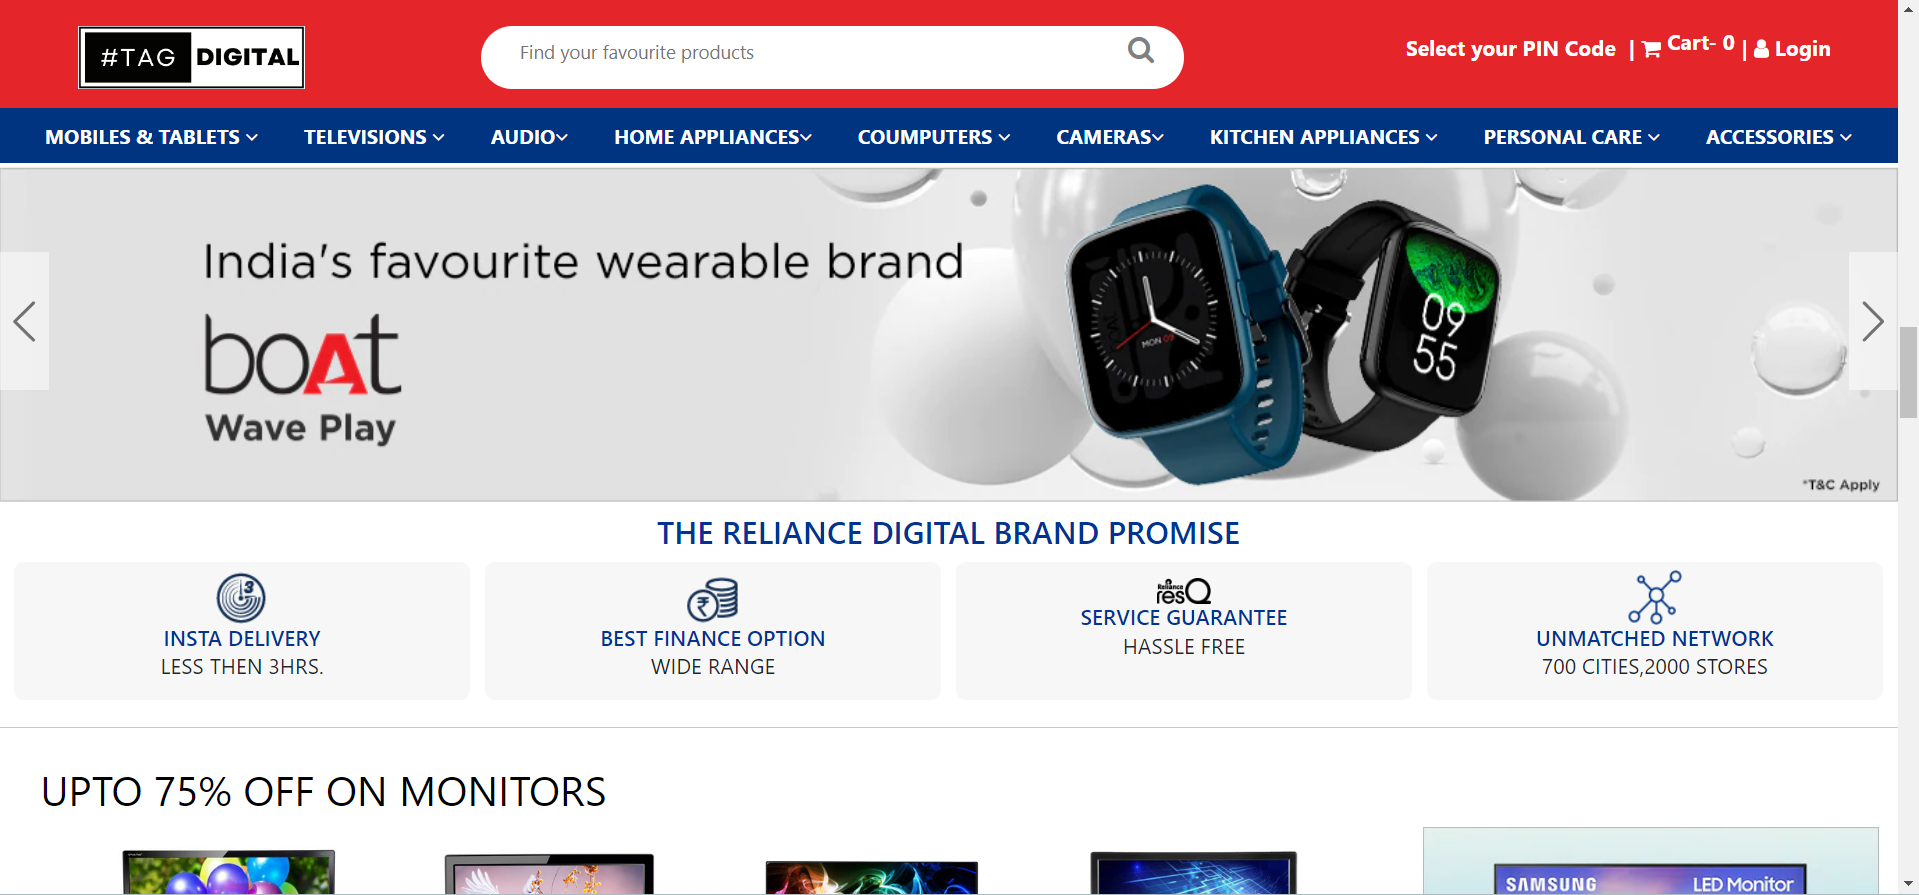 #TAG DIGITAL
Find your favourite products
Select your PIN Code | Cart- 0 | Login
MOBILES & TABLETS TELEVISIONS AUDIO HOME APPLIANCES COUMPUTERS CAMERAS KITCHEN APPLIANCES PERSONAL CARE ACCESSORIES
India's favourite wearable brand
boAt
Wave Play
MON 09
09
55
*T&C Apply
THE RELIANCE DIGITAL BRAND PROMISE
3
INSTA DELIVERY
LESS THEN 3HRS.
₹
BEST FINANCE OPTION
WIDE RANGE
Reliance
resQ
SERVICE GUARANTEE
HASSLE FREE
UNMATCHED NETWORK
700 CITIES,2000 STORES
UPTO 75% OFF ON MONITORS
SAMSUNG LED Monitor